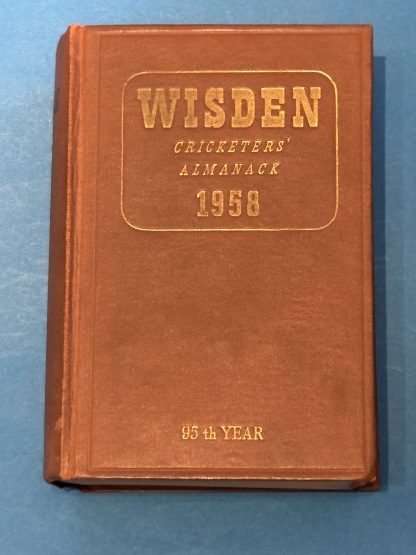 WISDEN
CRICKETERS'
ALMANACK
1958
95 th YEAR